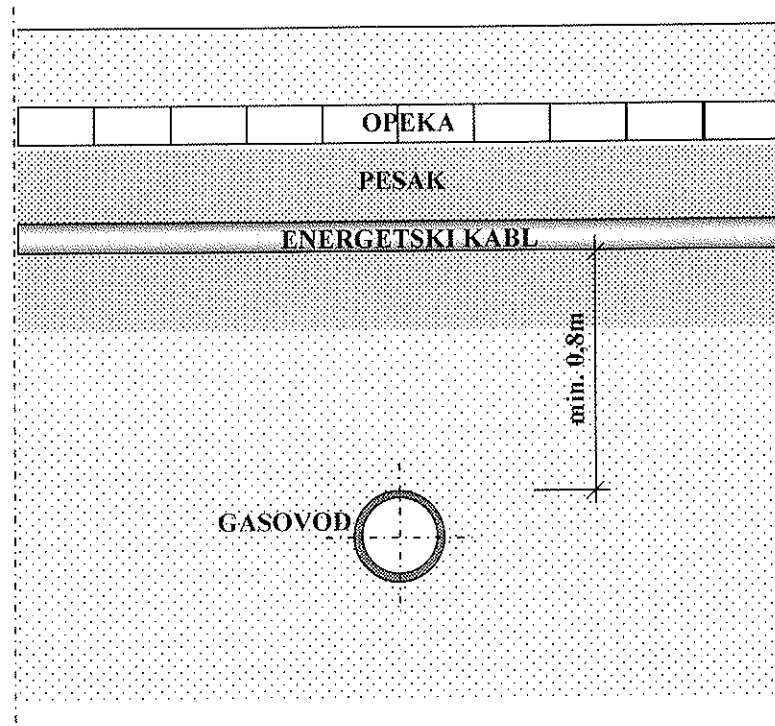 OPEKA
PESAK
ENERGETSKI KABL
min. 0,8m
GASOVOD